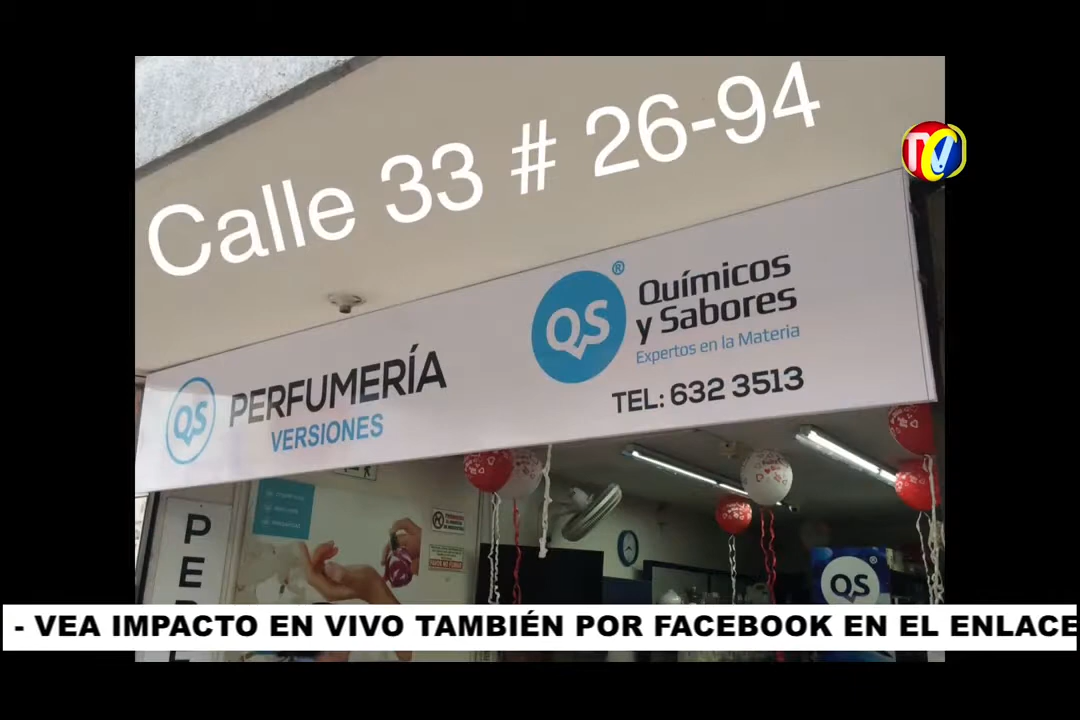 Calle 33 # 26-94
TVC
QS
PERFUMERÍA
VERSIONES
QS®
Químicos
y Sabores
Expertos en la Materia
TEL: 632 3513
P
E
QS®
- VEA IMPACTO EN VIVO TAMBIÉN POR FACEBOOK EN EL ENLACE